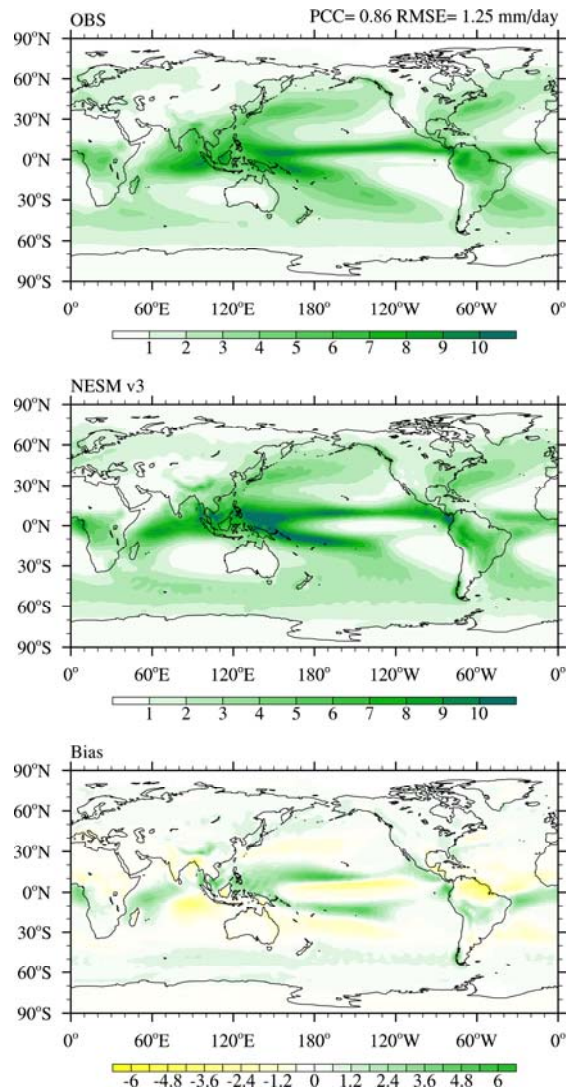 OBS PCC= 0.86 RMSE= 1.25 mm/day
90°N
60°N
30°N
0°N
30°S
60°S
90°S
0° 60°E 120°E 180° 120°W 60°W 0°
1 2 3 4 5 6 7 8 9 10
NESM v3
90°N
60°N
30°N
0°N
30°S
60°S
90°S
0° 60°E 120°E 180° 120°W 60°W 0°
1 2 3 4 5 6 7 8 9 10
Bias
90°N
60°N
30°N
0°N
30°S
60°S
90°S
0° 60°E 120°E 180° 120°W 60°W 0°
-6 -4.8 -3.6 -2.4 -1.2 0 1.2 2.4 3.6 4.8 6